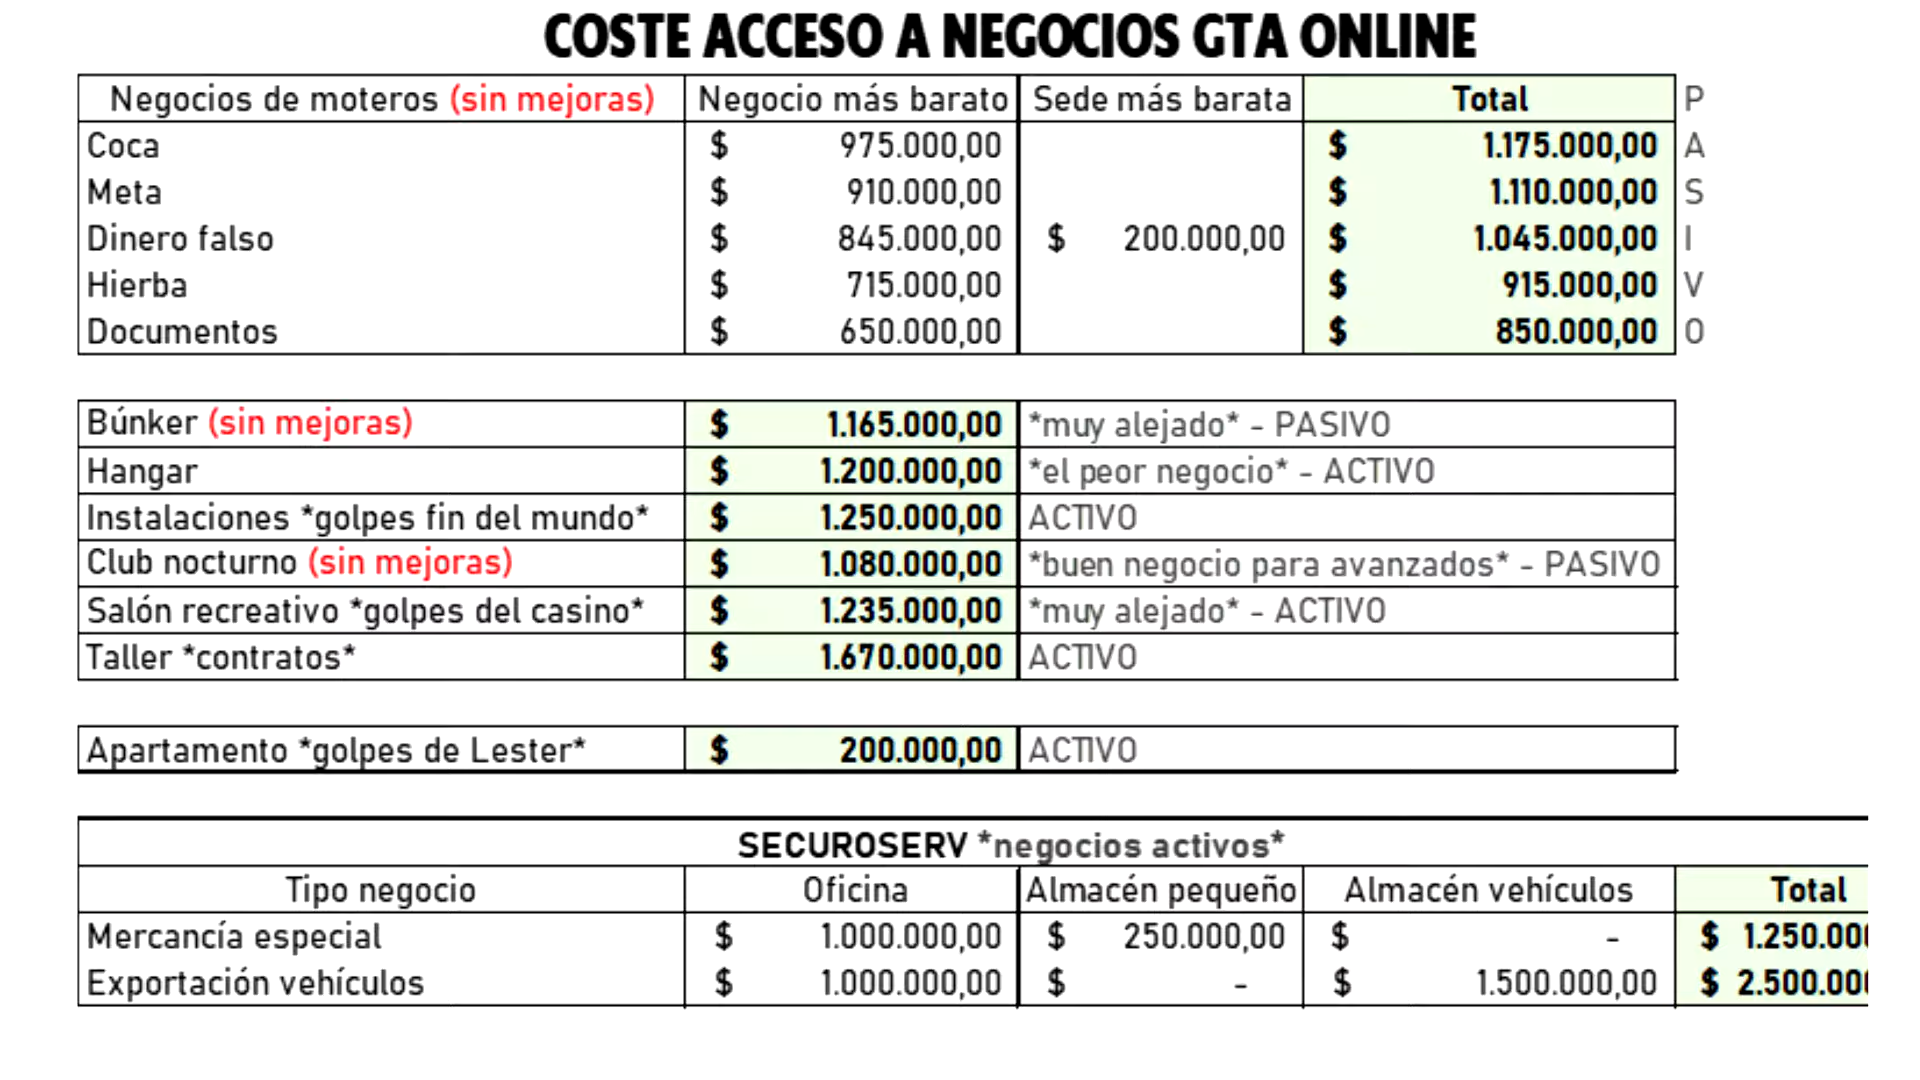 COSTE ACCESO A NEGOCIOS GTA ONLINE
Negocios de moteros (sin mejoras) Negocio más barato Sede más barata Total P
Coca $ 975.000,00 $ 1.175.000,00 A
Meta $ 910.000,00 $ 1.110.000,00 S
Dinero falso $ 845.000,00 $ 200.000,00 $ 1.045.000,00 I
Hierba $ 715.000,00 $ 915.000,00 V
Documentos $ 650.000,00 $ 850.000,00 O
Búnker (sin mejoras) $ 1.165.000,00 *muy alejado* - PASIVO
Hangar $ 1.200.000,00 *el peor negocio* - ACTIVO
Instalaciones *golpes fin del mundo* $ 1.250.000,00 ACTIVO
Club nocturno (sin mejoras) $ 1.080.000,00 *buen negocio para avanzados* - PASIVO
Salón recreativo *golpes del casino* $ 1.235.000,00 *muy alejado* - ACTIVO
Taller *contratos* $ 1.670.000,00 ACTIVO
Apartamento *golpes de Lester* $ 200.000,00 ACTIVO
SECUROSERV *negocios activos*
Tipo negocio Oficina Almacén pequeño Almacén vehículos Total
Mercancía especial $ 1.000.000,00 $ 250.000,00 $ - $ 1.250.00
Exportación vehículos $ 1.000.000,00 $ - $ 1.500.000,00 $ 2.500.00